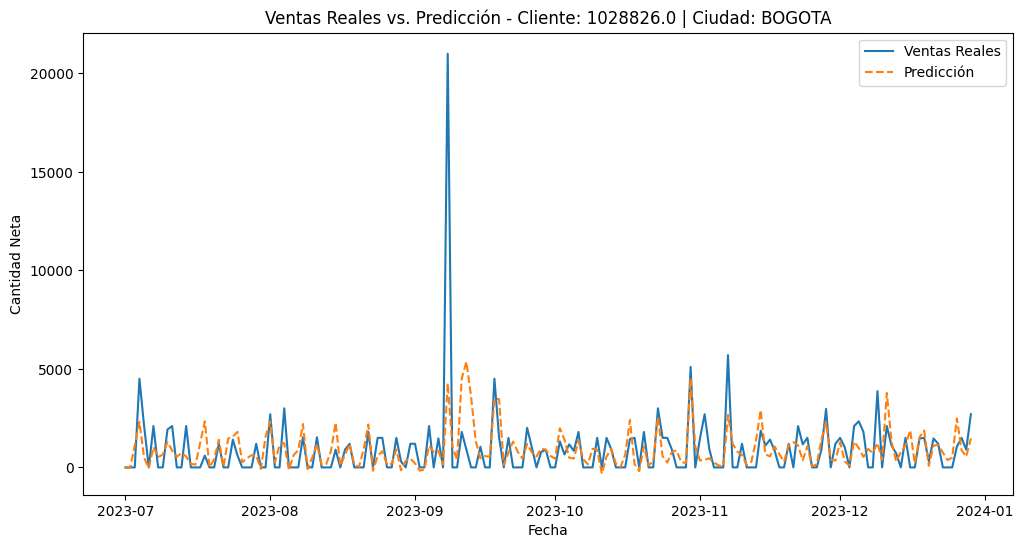 Ventas Reales vs. Predicción - Cliente: 1028826.0 | Ciudad: BOGOTA
Ventas Reales
Predicción
20000
15000
10000
5000
0
Cantidad Neta
2023-07 2023-08 2023-09 2023-10 2023-11 2023-12 2024-01
Fecha